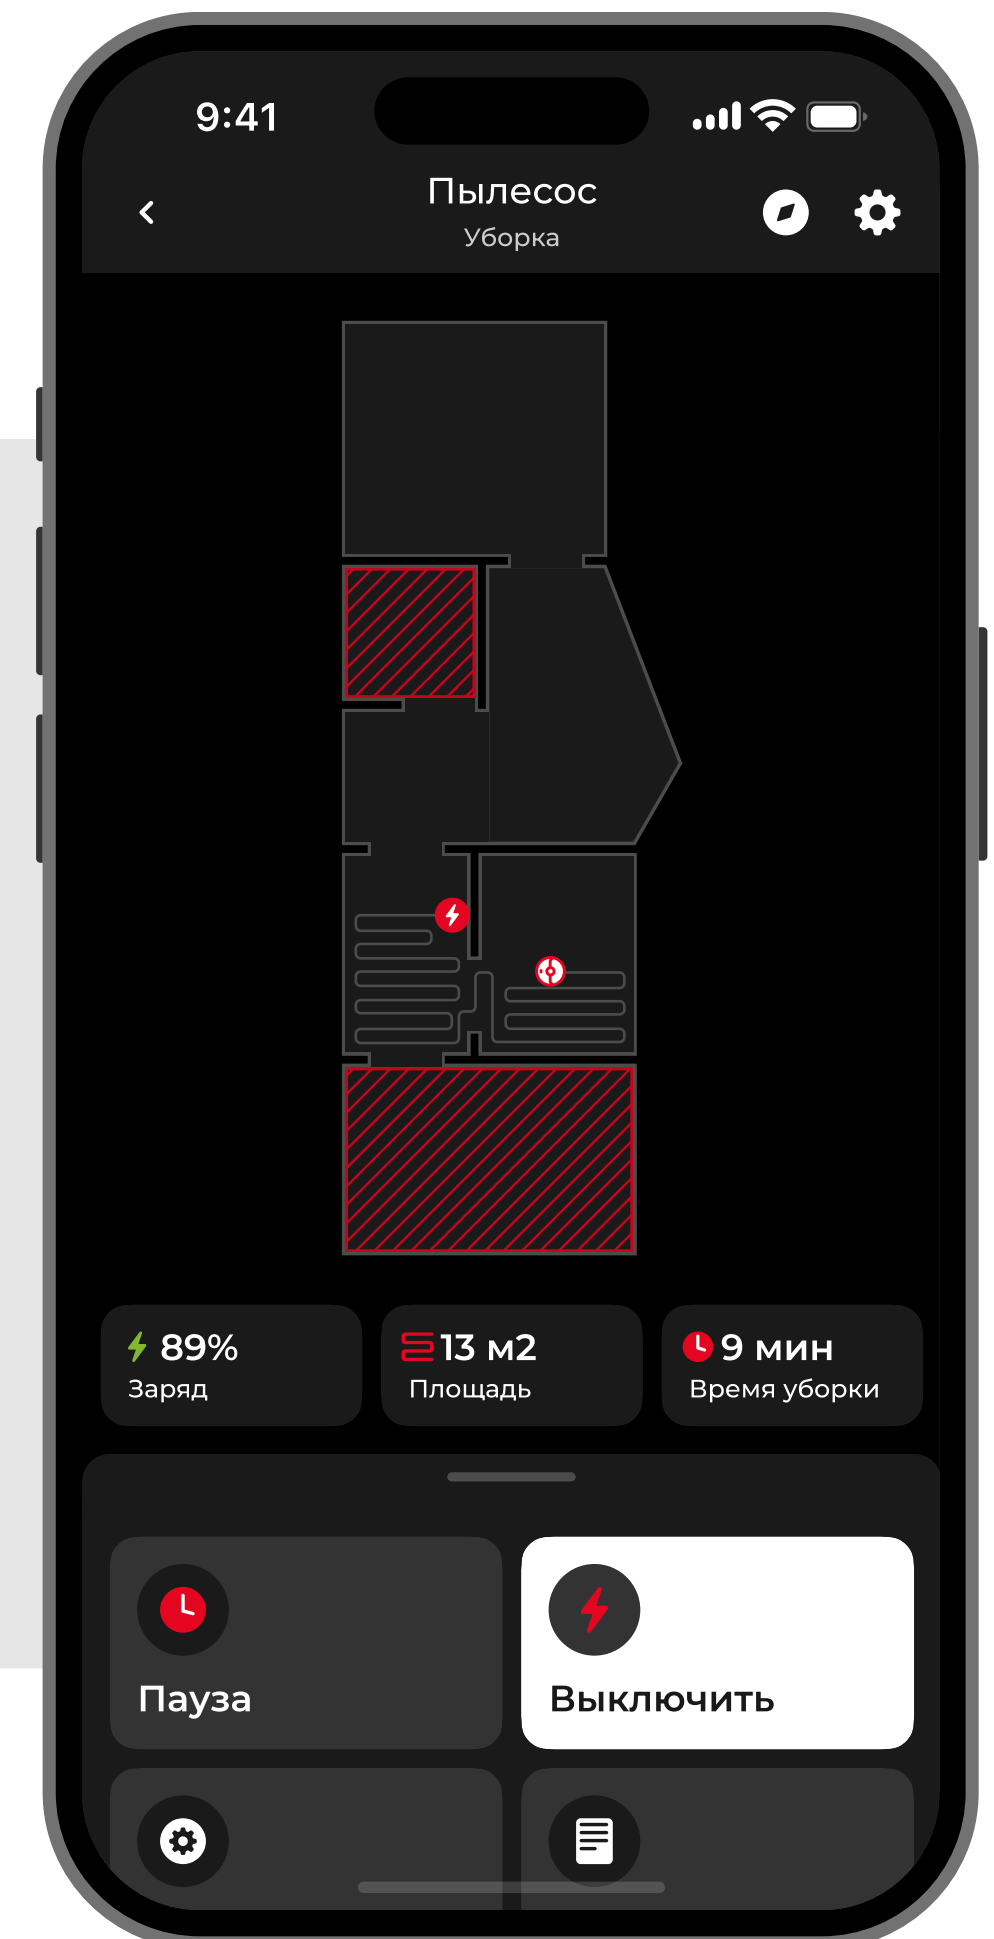 9:41
Пылесос
Уборка
89%
Заряд
13 м2
Площадь
9 мин
Время уборки
Пауза
Выключить